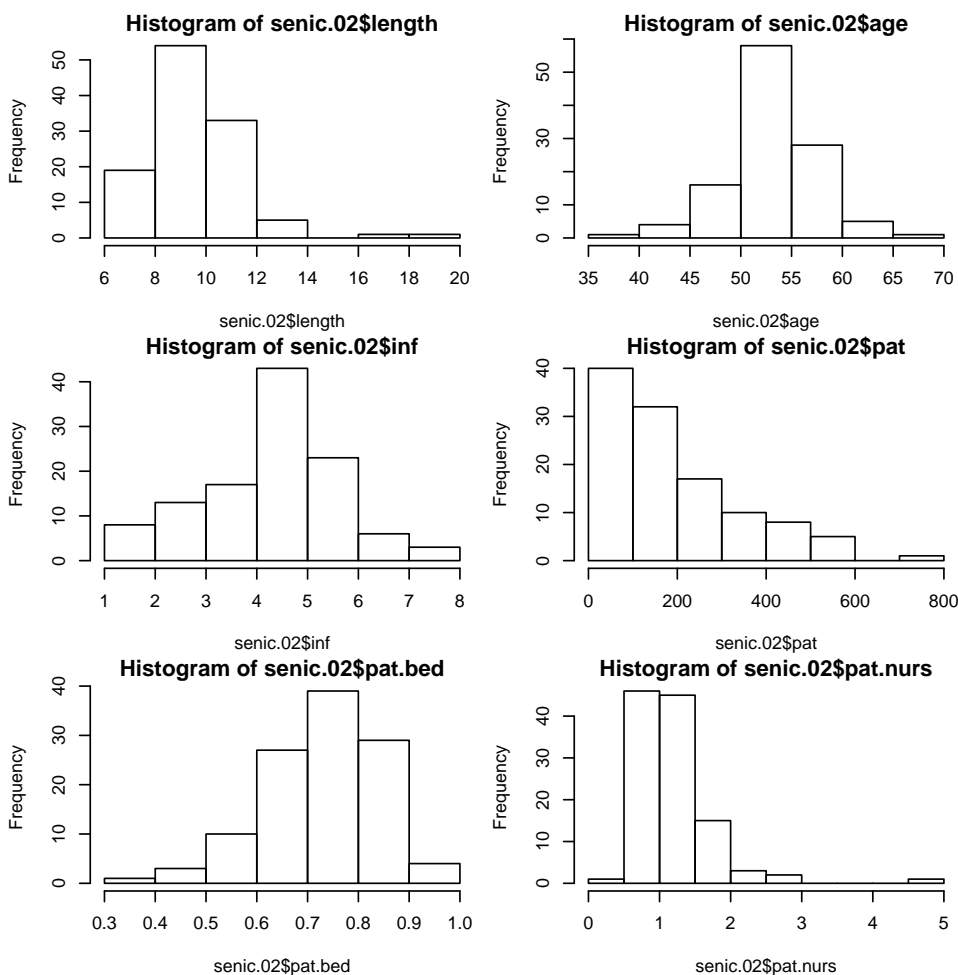 Histogram of senic.02$length
Frequency
0 10 20 30 40 50
6 8 10 12 14 16 18 20
senic.02$length
Histogram of senic.02$age
Frequency
0 10 30 50
35 40 45 50 55 60 65 70
senic.02$age
Histogram of senic.02$inf
Frequency
0 10 20 30 40
1 2 3 4 5 6 7 8
senic.02$inf
Histogram of senic.02$pat
Frequency
0 10 20 30 40
0 200 400 600 800
senic.02$pat
Histogram of senic.02$pat.bed
Frequency
0 10 20 30 40
0.3 0.4 0.5 0.6 0.7 0.8 0.9 1.0
senic.02$pat.bed
Histogram of senic.02$pat.nurs
Frequency
0 10 20 30 40
0 1 2 3 4 5
senic.02$pat.nurs